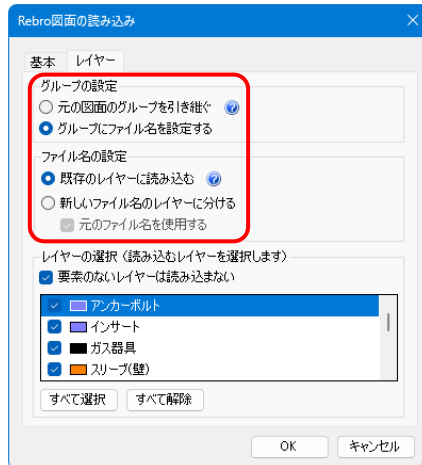 Rebro図面の読み込み
基本 レイヤー
グループの設定
元の図面のグループを引き継ぐ
グループにファイル名を設定する
ファイル名の設定
既存のレイヤーに読み込む
新しいファイル名のレイヤーに分ける
元のファイル名を使用する
レイヤーの選択（読み込むレイヤーを選択します）
要素のないレイヤーは読み込まない
アンカーボルト
インサート
ガス器具
スリーブ(壁)
すべて選択 すべて解除
OK キャンセル